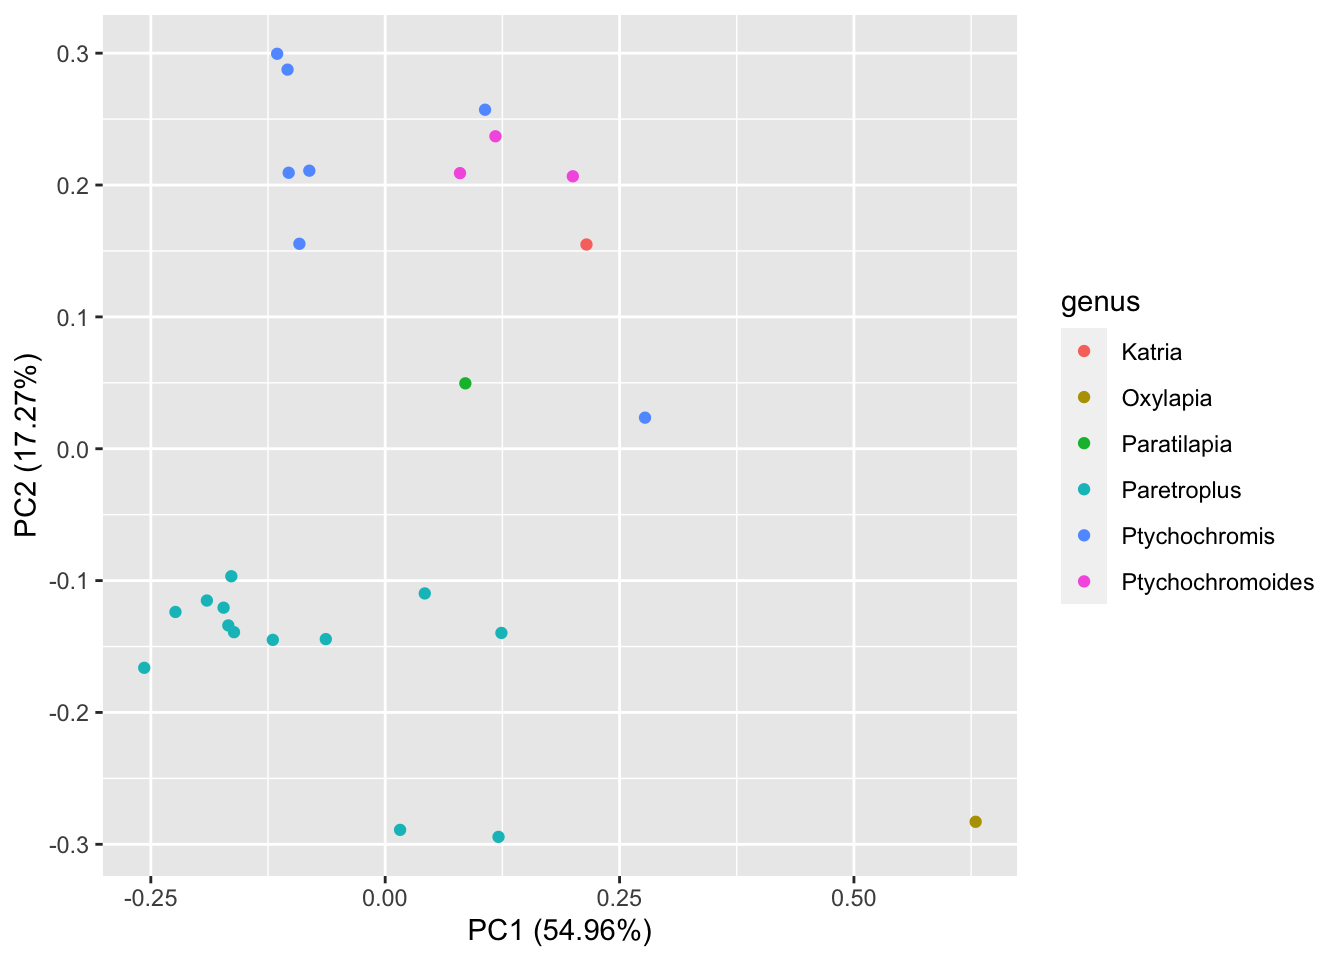 0.3
0.2
0.1
0.0
-0.1
-0.2
-0.3
PC2 (17.27%)
-0.25
0.00
0.25
0.50
PC1 (54.96%)
genus
Katria
Oxylapia
Paratilapia
Paretroplus
Ptychochromis
Ptychochromoides